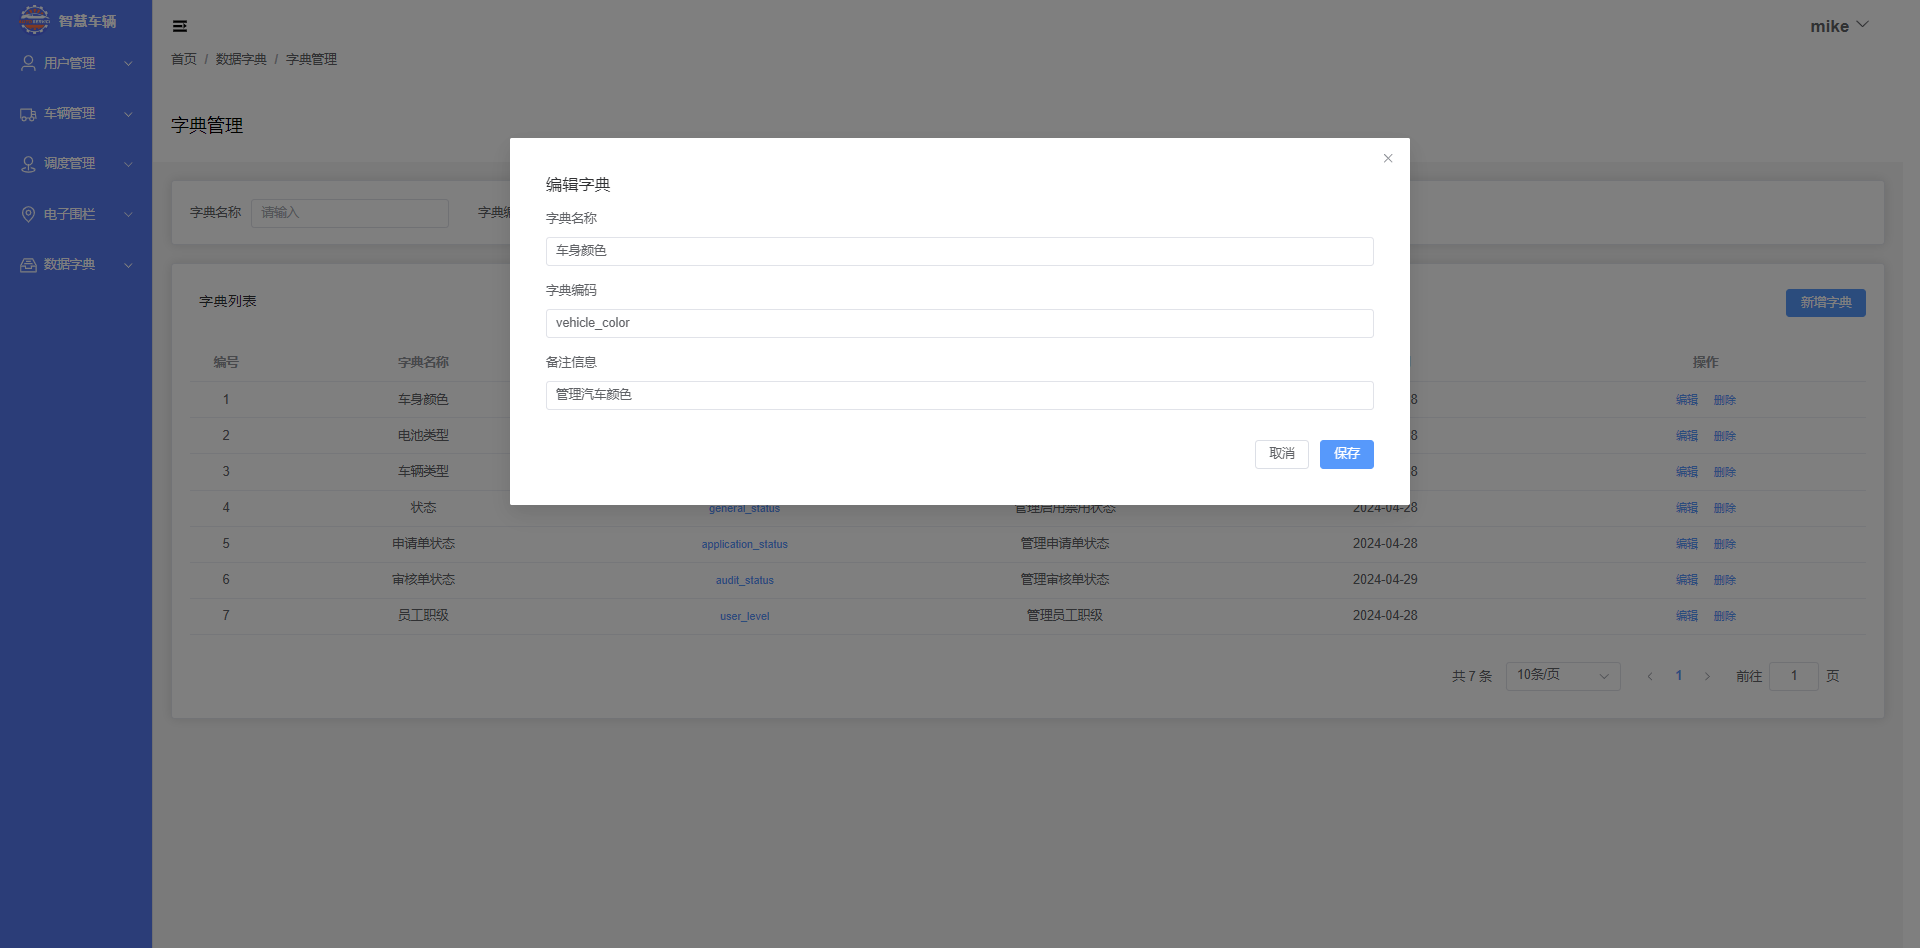 智慧车辆
用户管理
车辆管理
调度管理
电子围栏
数据字典
mike
首页 / 数据字典 / 字典管理
字典管理
字典名称 请输入 字典编
字典列表 新增字典
编号 字典名称 操作
1 车身颜色 8 编辑 删除
2 电池类型 8 编辑 删除
3 车辆类型 8 编辑 删除
4 状态 general_status 管理启用禁用状态 2024-04-28 编辑 删除
5 申请单状态 application_status 管理申请单状态 2024-04-28 编辑 删除
6 审核单状态 audit_status 管理审核单状态 2024-04-29 编辑 删除
7 员工职级 user_level 管理员工职级 2024-04-28 编辑 删除
共 7 条 10条/页 1 前往 1 页
编辑字典
字典名称
车身颜色
字典编码
vehicle_color
备注信息
管理汽车颜色
取消 保存